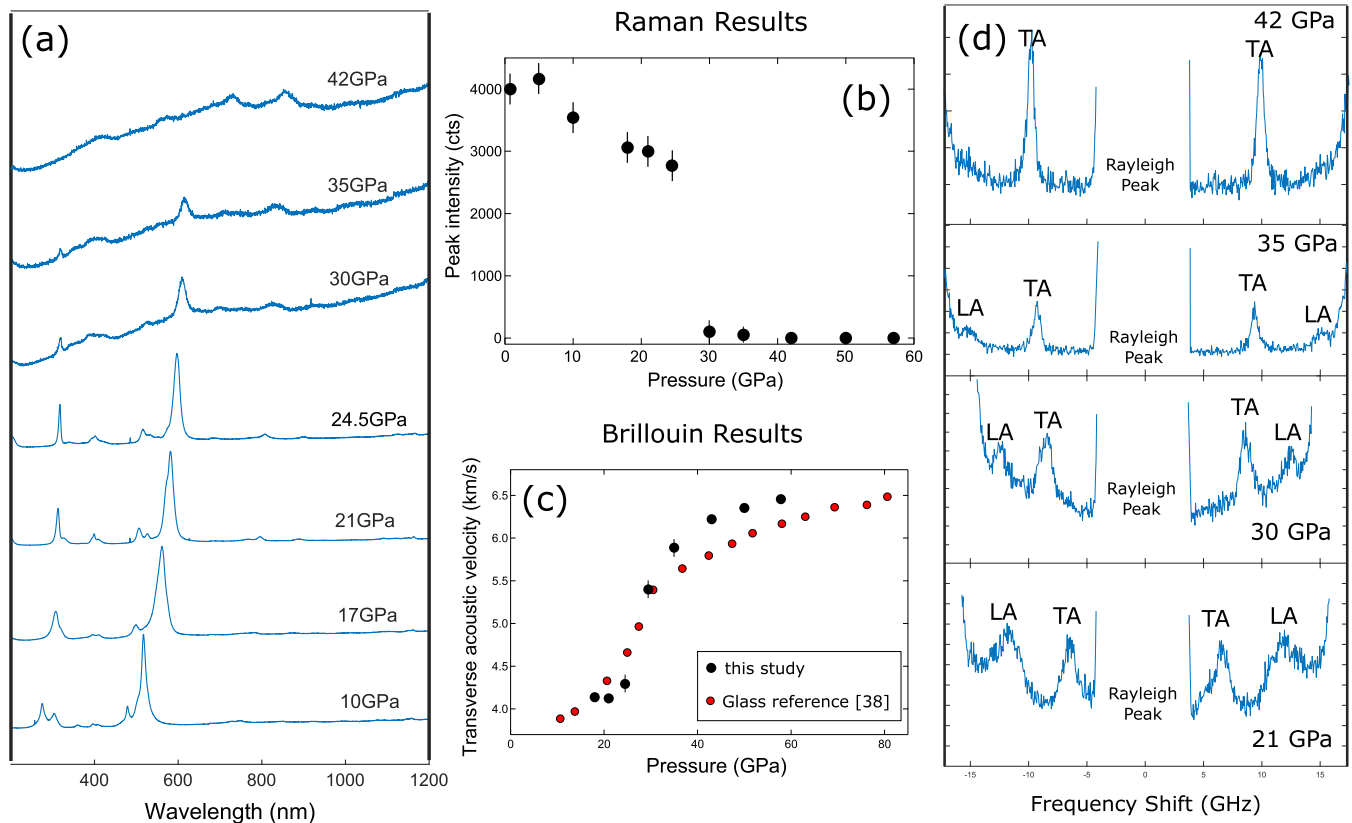 (a)
42GPa
35GPa
30GPa
24.5GPa
21GPa
17GPa
10GPa
400 600 800 1000 1200
Wavelength (nm)
Raman Results
(b)
4000
3000
2000
1000
0
Peak intensity (cts)
0 10 20 30 40 50 60
Pressure (GPa)
Brillouin Results
(c)
6.5
6.0
5.5
5.0
4.5
4.0
Transverse acoustic velocity (km/s)
this study
Glass reference [38]
0 20 40 60 80
Pressure (GPa)
(d)
42 GPa
TA TA
Rayleigh
Peak
35 GPa
LA TA TA LA
Rayleigh
Peak
LA TA TA LA
Rayleigh
Peak
30 GPa
LA TA TA LA
Rayleigh
Peak
21 GPa
-15 -10 -5 0 5 10 15
Frequency Shift (GHz)